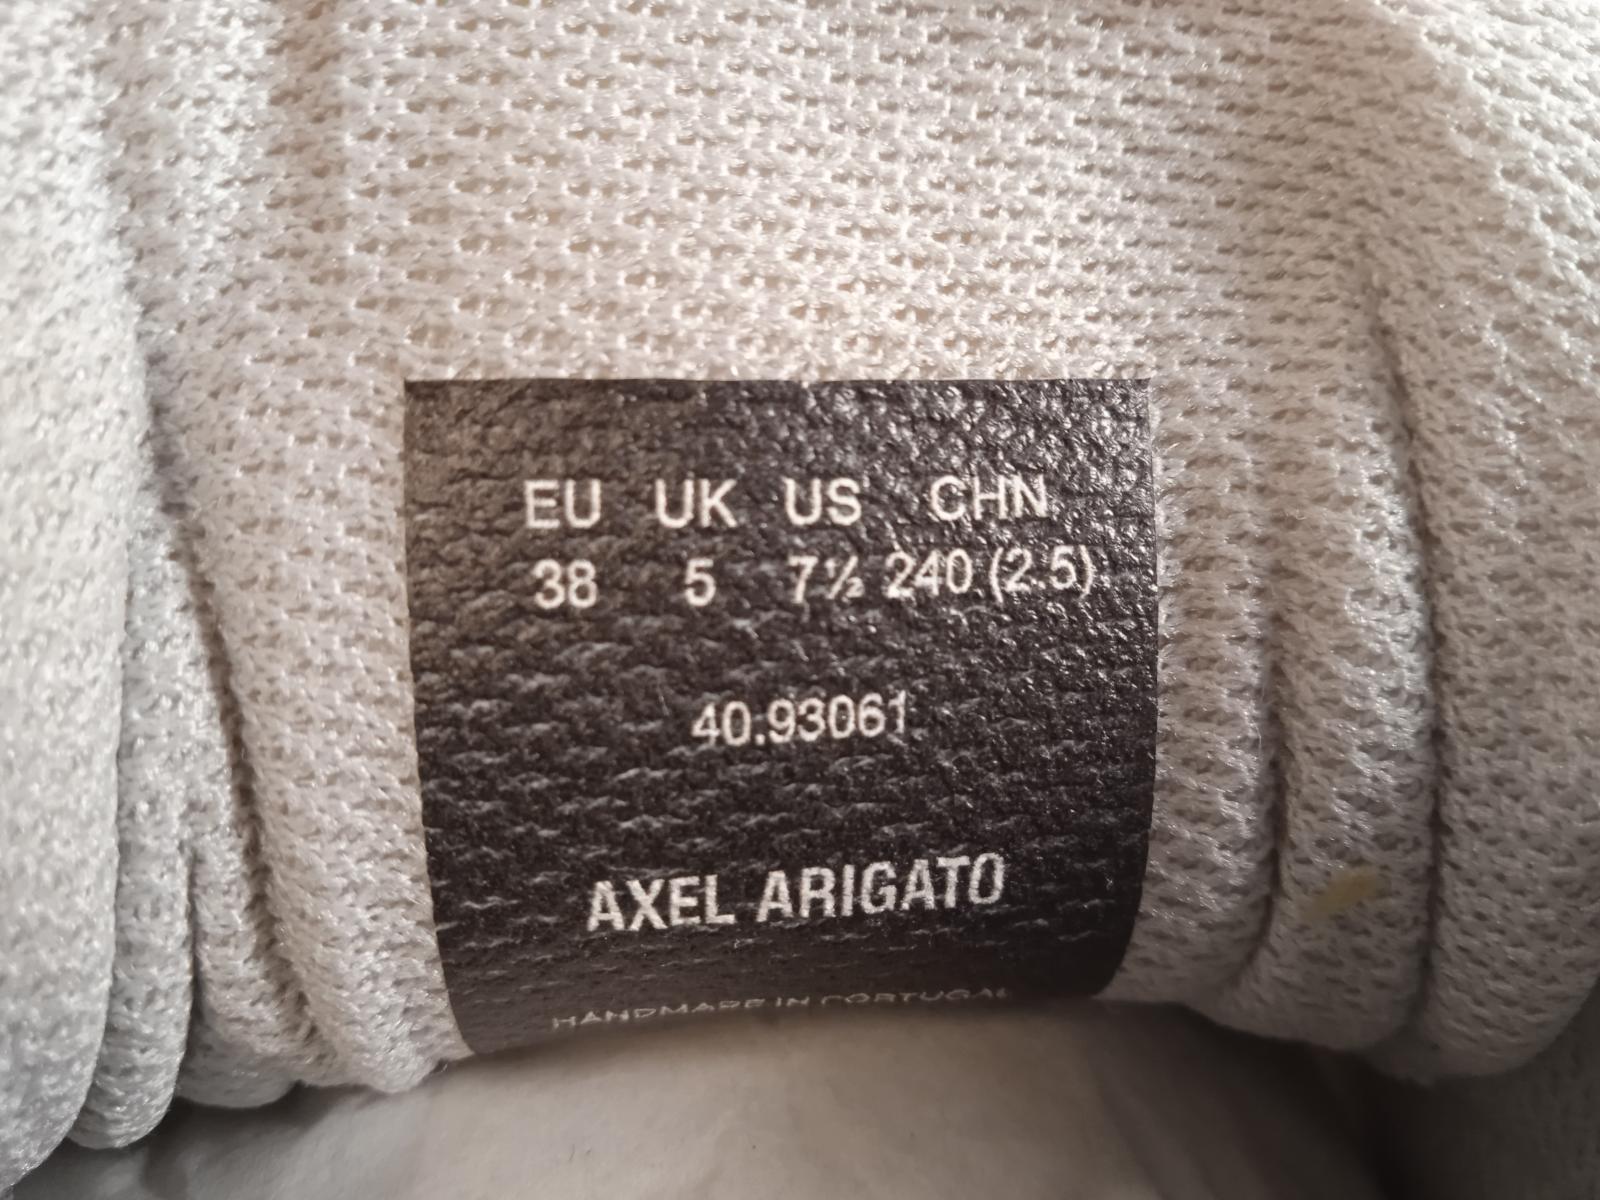 EU UK US CHN
38 5 7½ 240 (2.5)
40.93061
AXEL ARIGATO
HANDMADE IN PORTUGAL